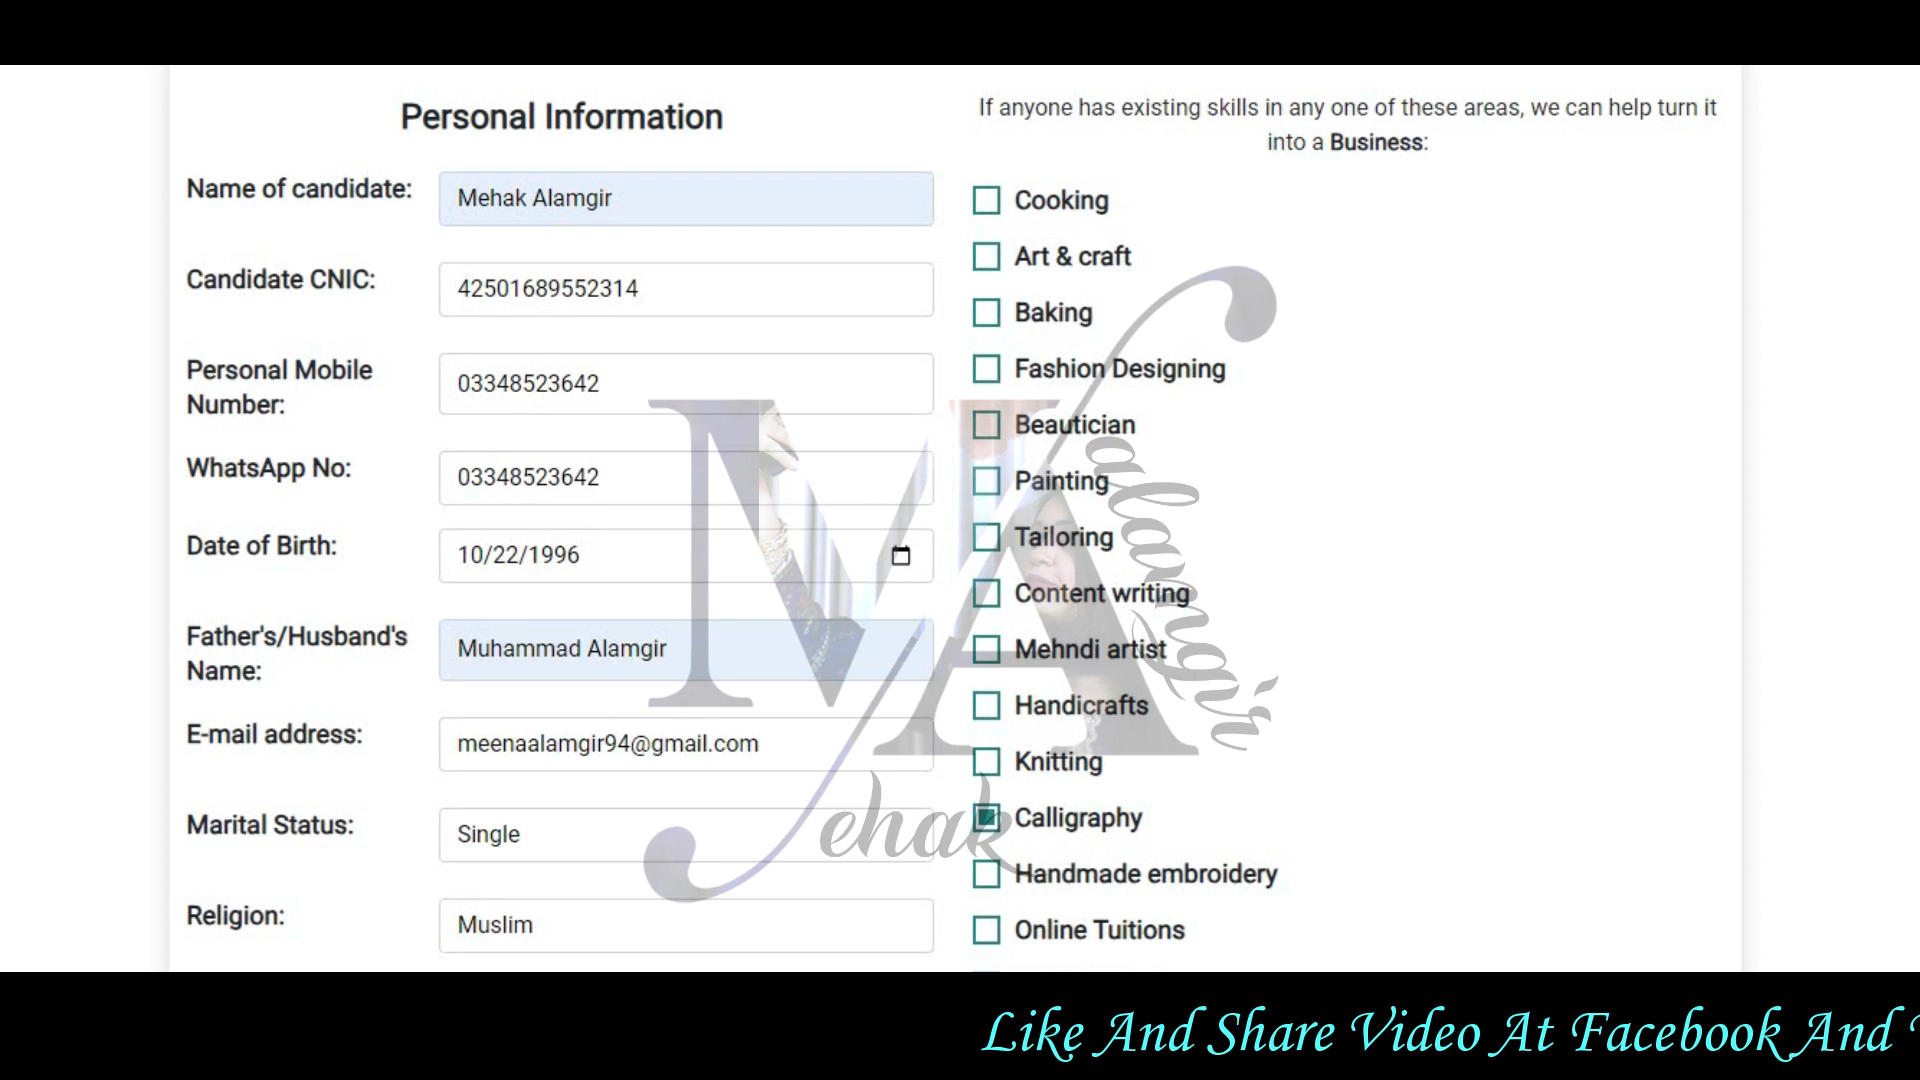 Personal Information
Name of candidate:
Mehak Alamgir
Candidate CNIC:
42501689552314
Personal Mobile
Number:
03348523642
WhatsApp No:
03348523642
Date of Birth:
10/22/1996
Father's/Husband's
Name:
Muhammad Alamgir
E-mail address:
meenaalamgir94@gmail.com
Marital Status:
Single
Religion:
Muslim
If anyone has existing skills in any one of these areas, we can help turn it
into a Business:
Cooking
Art & craft
Baking
Fashion Designing
Beautician
Painting
Tailoring
Content writing
Mehndi artist
Handicrafts
Knitting
Calligraphy
Handmade embroidery
Online Tuitions
Mehak
Aalamgir
Like And Share Video At Facebook And